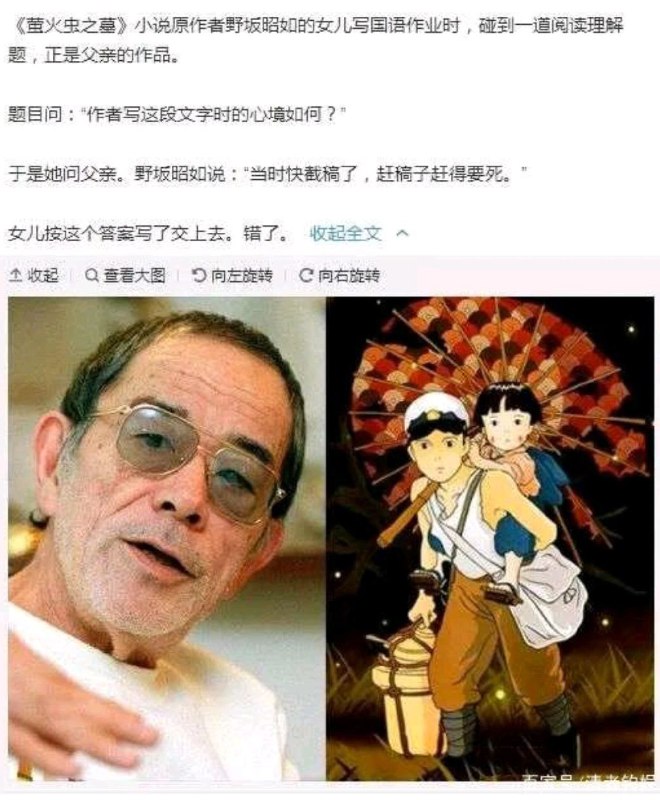 《萤火虫之墓》小说原作者野坂昭如的女儿写国语作业时，碰到一道阅读理解
题，正是父亲的作品。
题目问：“作者写这段文字时的心境如何？”
于是她问父亲。野坂昭如说：“当时快截稿了，赶稿子赶得要死。”
女儿按这个答案写了交上去。错了。 收起全文
收起 查看大图 向左旋转 向右旋转
百家号/